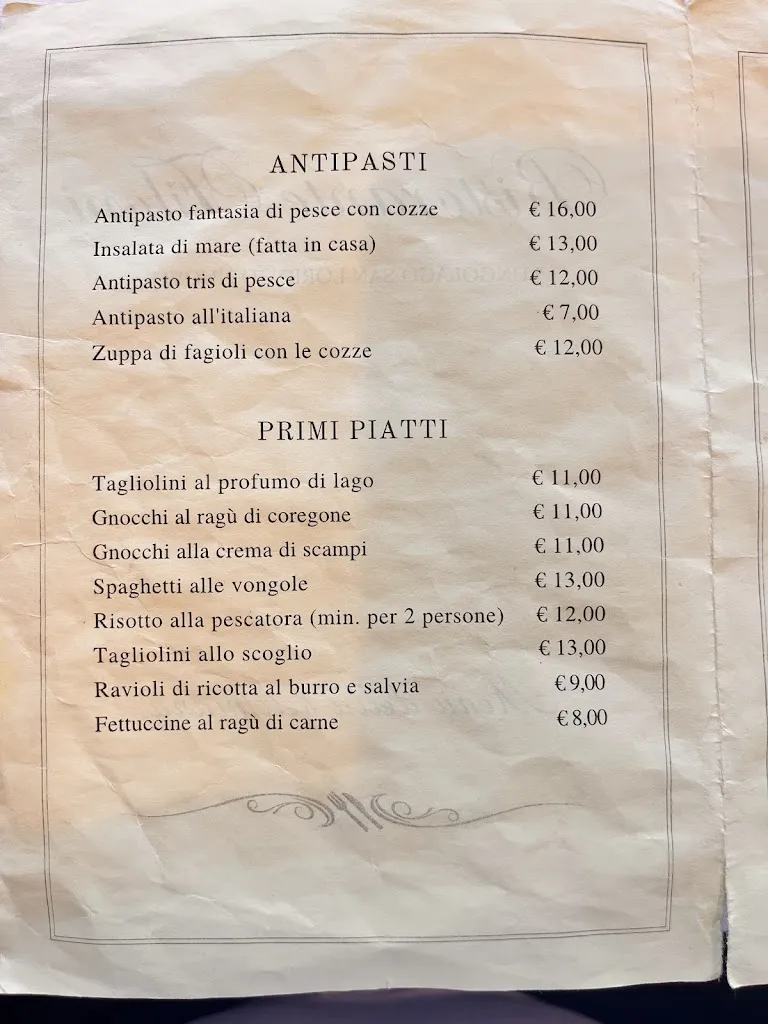 ANTIPASTI
Antipasto fantasia di pesce con cozze € 16,00
Insalata di mare (fatta in casa) € 13,00
Antipasto tris di pesce € 12,00
Antipasto all'italiana € 7,00
Zuppa di fagioli con le cozze € 12,00
PRIMI PIATTI
Tagliolini al profumo di lago € 11,00
Gnocchi al ragù di coregone € 11,00
Gnocchi alla crema di scampi € 11,00
Spaghetti alle vongole € 13,00
Risotto alla pescatora (min. per 2 persone) € 12,00
Tagliolini allo scoglio € 13,00
Ravioli di ricotta al burro e salvia €9,00
Fettuccine al ragù di carne €8,00